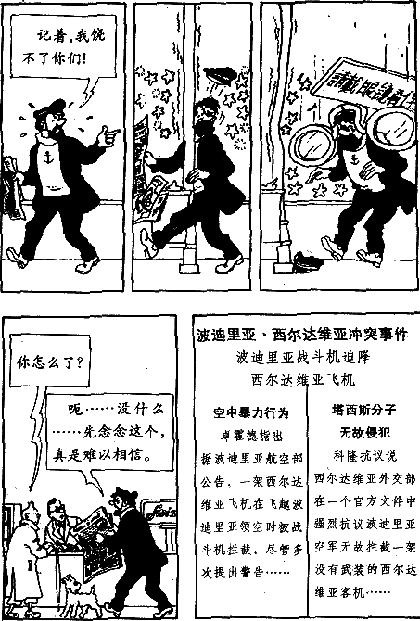 记着,我饶
不了你们!
你怎么了?
呃……没什么
……先念念这个,
真是难以相信。
波迪里亚·西尔达维亚冲突事件
波迪里亚战斗机迫降
西尔达维亚飞机
空中暴力行为
卓霍德指出
据波迪里亚航空部
公告、一架西尔达
维亚飞机在飞越波
迪里亚领空时被战
斗机拦截、尽管多
次提出警告……
塔西斯分子
无故侵犯
科隆抗议说
西尔达维亚外交部
在一个官方文件中
强烈抗议波迪里亚
空军无故拦截一架
没有武装的西尔达
维亚客机……